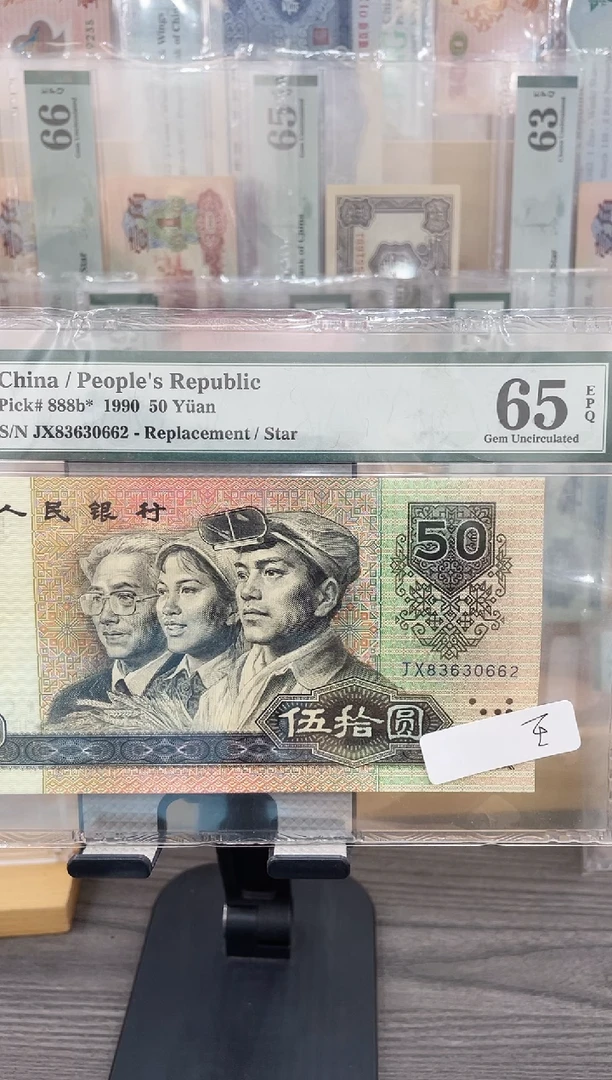 66
65
63
China / People's Republic
Pick# 888b* 1990 50 Yüan
S/N JX83630662 - Replacement / Star
65
EPQ
Gem Uncirculated
人民銀行
50
JX83630662
伍拾圆